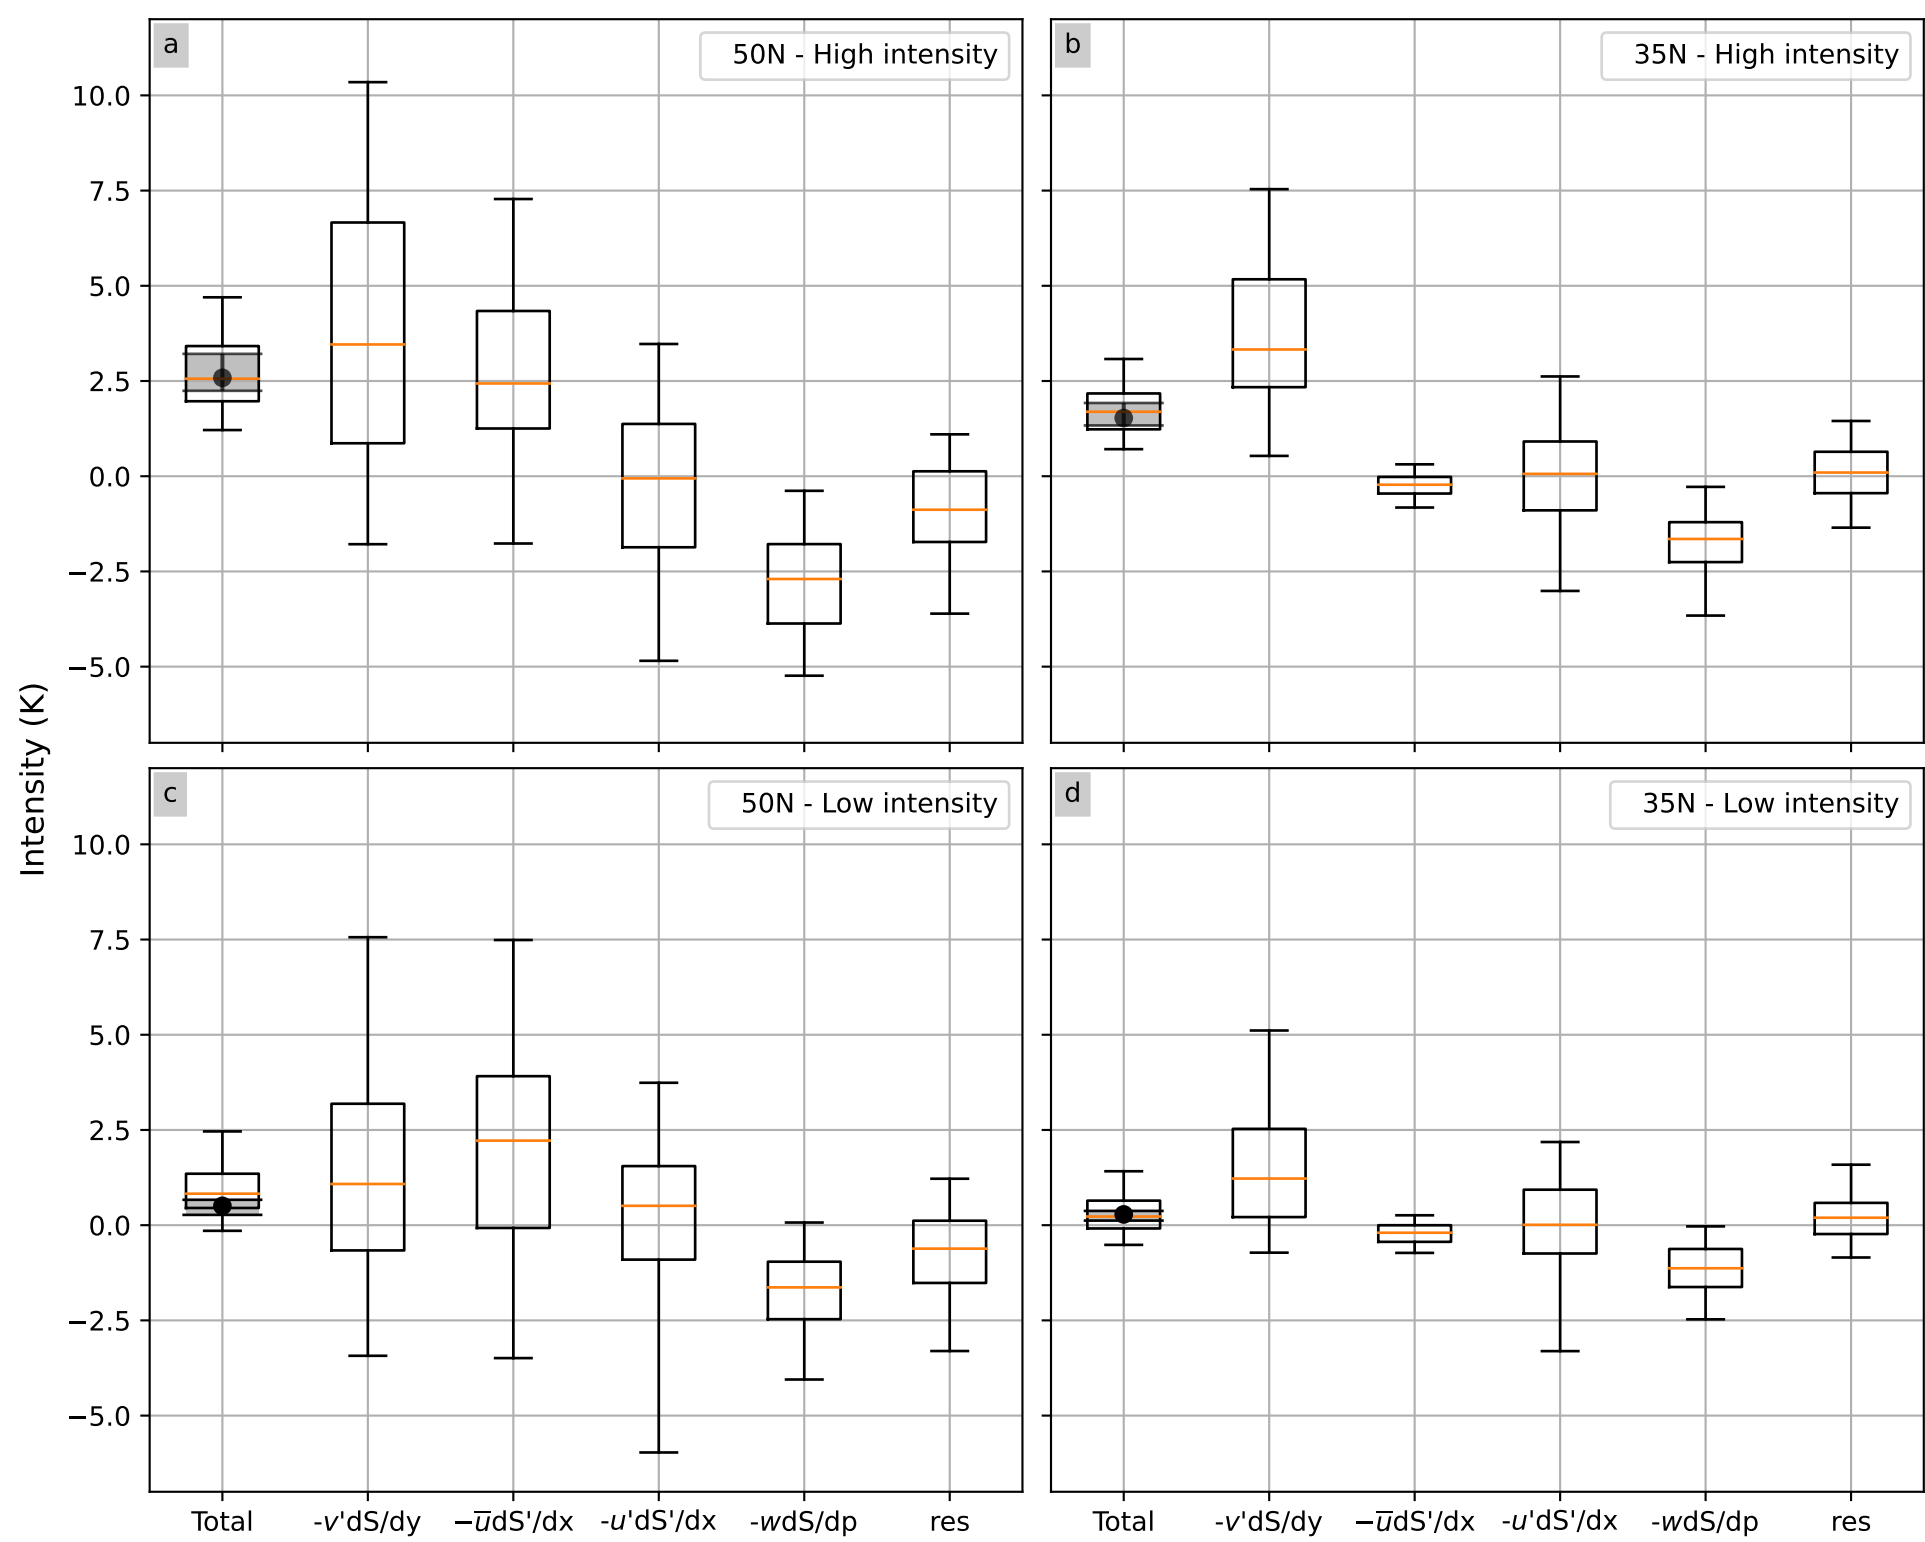 a
50N - High intensity
b
35N - High intensity
10.0
7.5
5.0
2.5
0.0
−2.5
−5.0
Intensity (K)
c
50N - Low intensity
d
35N - Low intensity
10.0
7.5
5.0
2.5
0.0
−2.5
−5.0
Total -v'dS/dy −u̅dS'/dx -u'dS'/dx -wdS/dp res
Total -v'dS/dy −u̅dS'/dx -u'dS'/dx -wdS/dp res